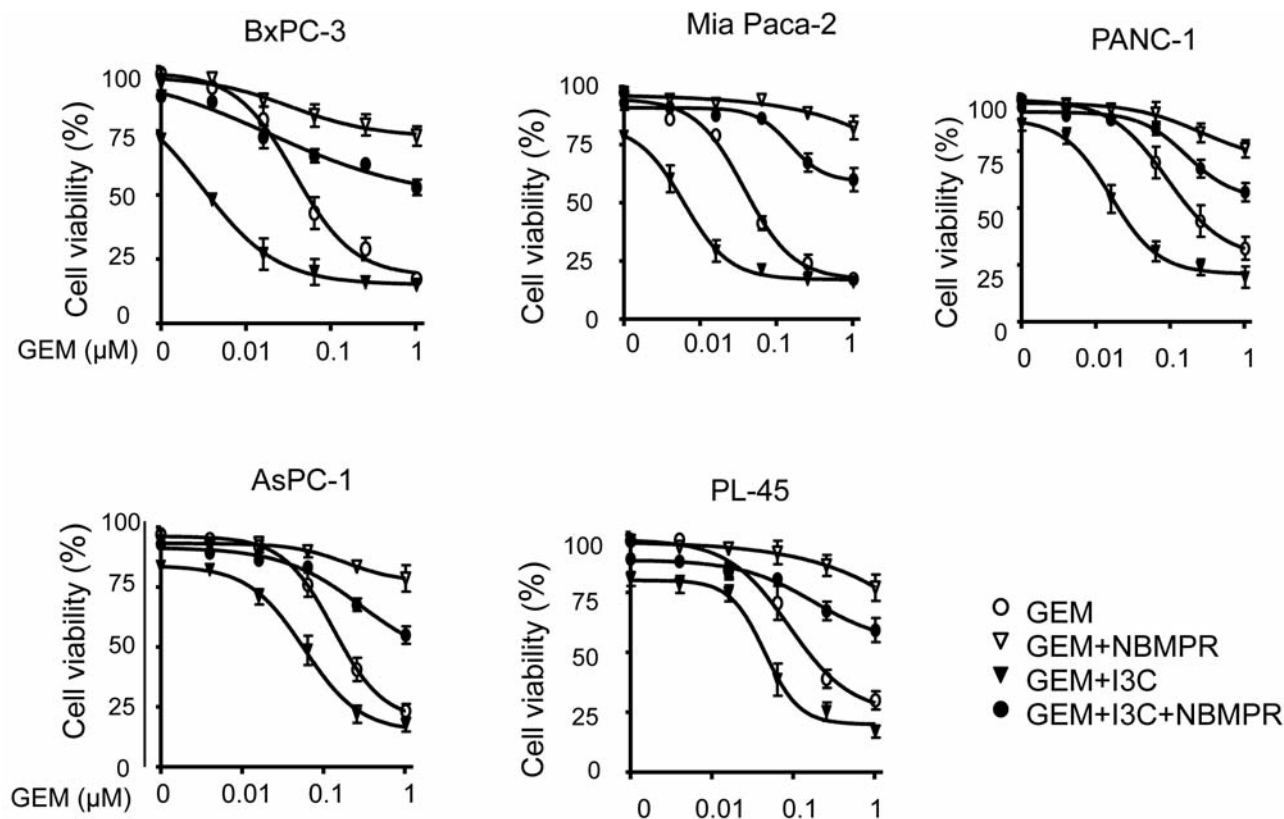 BxPC-3
Cell viability (%)
100
75
50
25
0
GEM (μM)
0 0.01 0.1 1
Mia Paca-2
Cell viability (%)
100
75
50
25
0
0 0.01 0.1 1
PANC-1
Cell viability (%)
100
75
50
25
0
0 0.01 0.1 1
AsPC-1
Cell viability (%)
100
75
50
25
0
GEM (μM)
0 0.01 0.1 1
PL-45
Cell viability (%)
100
75
50
25
0
0 0.01 0.1 1
GEM
GEM+NBMPR
GEM+I3C
GEM+I3C+NBMPR